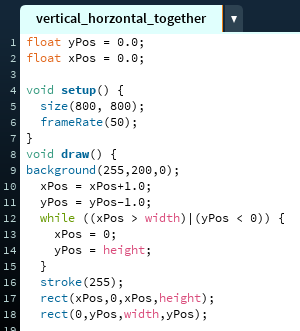 vertical_horzontal_together ▼
1 float yPos = 0.0;
2 float xPos = 0.0;
3
4 void setup() {
5   size(800, 800);
6   frameRate(50);
7 }
8 void draw() {
9 background(255,200,0);
10   xPos = xPos+1.0;
11   yPos = yPos−1.0;
12   while ((xPos > width)|(yPos < 0)) {
13     xPos = 0;
14     yPos = height;
15   }
16   stroke(255);
17   rect(xPos,0,xPos,height);
18   rect(0,yPos,width,yPos);